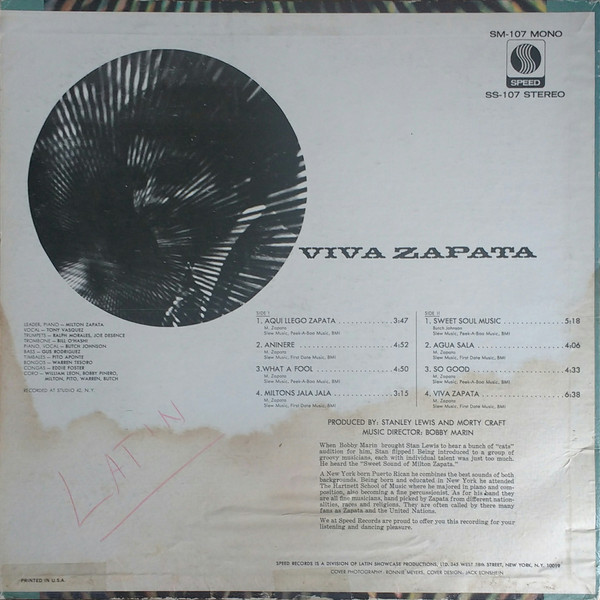 SM-107 MONO
SPEED
SS-107 STEREO
VIVA ZAPATA
LEADER, PIANO — MILTON ZAPATA
VOCAL — TONY VASQUEZ
TRUMPETS — RALPH MORALES, JOE DESENCE
TROMBONE — BILL O'NASHI
PIANO, VOCAL — BUTCH JOHNSON
BASS — GUS RODRIGUEZ
TIMBALES — PITO APONTE
BONGOS — WARREN TESORO
CONGAS — EDDIE FOSTER
CORO — WILLIAM LEON, BOBBY PINERO,
MILTON, PITO, WARREN, BUTCH
RECORDED AT STUDIO 42, N.Y.
SIDE I
1. AQUI LLEGO ZAPATA 3:47
M. Zapata
Slew Music, Peek-A-Boo Music, BMI
2. ANINERE 4:52
M. Zapata
Slew Music, First Date Music, BMI
3.WHAT A FOOL 4:50
M. Zapata
Slew Music, Peek-A-Boo Music, BMI
4. MILTONS JALA JALA 3:15
M. Zapata
Slew Music, First Date Music, BMI
SIDE II
1. SWEET SOUL MUSIC 5:18
Butch Johnson
Slew Music, Peek-A-Boo Music, BMI
2. AGUA SALA 4:06
M. Zapata
Slew Music, First Date Music, BMI
3. SO GOOD 4:33
M. Zapata
Slew Music, Peek-A-Boo Music, BMI
4. VIVA ZAPATA 6:38
M. Zapata
Slew Music, First Date Music, BMI
PRODUCED BY: STANLEY LEWIS AND MORTY CRAFT
MUSIC DIRECTOR: BOBBY MARIN
When Bobby Marin brought Stan Lewis to hear a bunch of "cats"
audition for him, Stan flipped! Being introduced to a group of
groovy musicians, each with individual talent was just too much.
He heard the "Sweet Sound of Milton Zapata."
A New York born Puerto Rican he combines the best sounds of both
backgrounds. Being born and educated in New York he attended
The Hartnett School of Music where he majored in piano and com-
position, also becoming a fine percussionist. As for his band they
are all fine musicians, hand picked by Zapata from different nation-
alities, races and religions. They are often called by there many
fans as Zapata and the United Nations.
We at Speed Records are proud to offer you this recording for your
listening and dancing pleasure.
LATIN
SPEED RECORDS IS A DIVISION OF LATIN SHOWCASE PRODUCTIONS, LTD. 345 WEST 58th STREET, NEW YORK, N.Y. 10019
COVER PHOTOGRAPHY: RONNIE MEYERS, COVER DESIGN: JACK
PRINTED IN U.S.A.